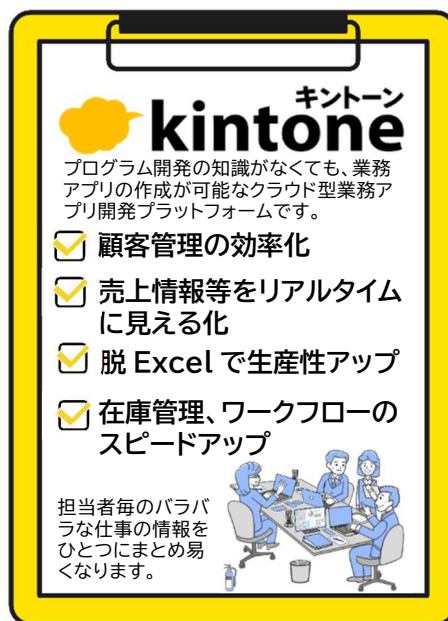 キントーン
kintone
プログラム開発の知識がなくても、業務
アプリの作成が可能なクラウド型業務ア
プリ開発プラットフォームです。
顧客管理の効率化
売上情報等をリアルタイム
に見える化
脱 Excel で生産性アップ
在庫管理、ワークフローの
スピードアップ
担当者毎のバラバ
ラな仕事の情報を
ひとつにまとめ易
くなります。